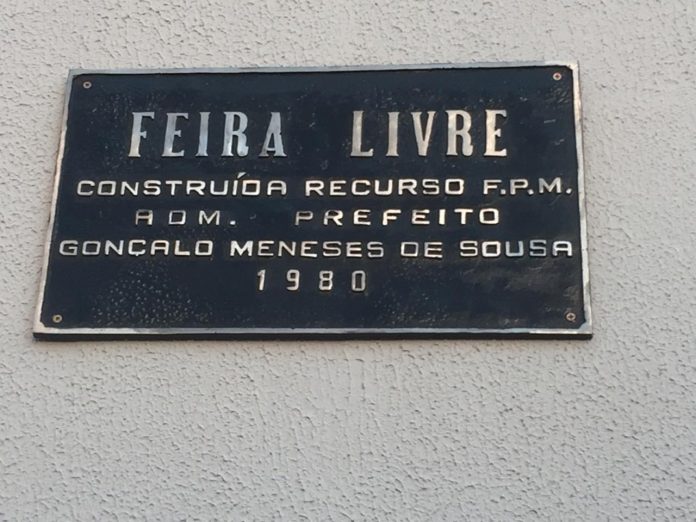 FEIRA LIVRE
CONSTRUÍDA RECURSO F.P.M.
ADM. PREFEITO
GONÇALO MENESES DE SOUSA
1980